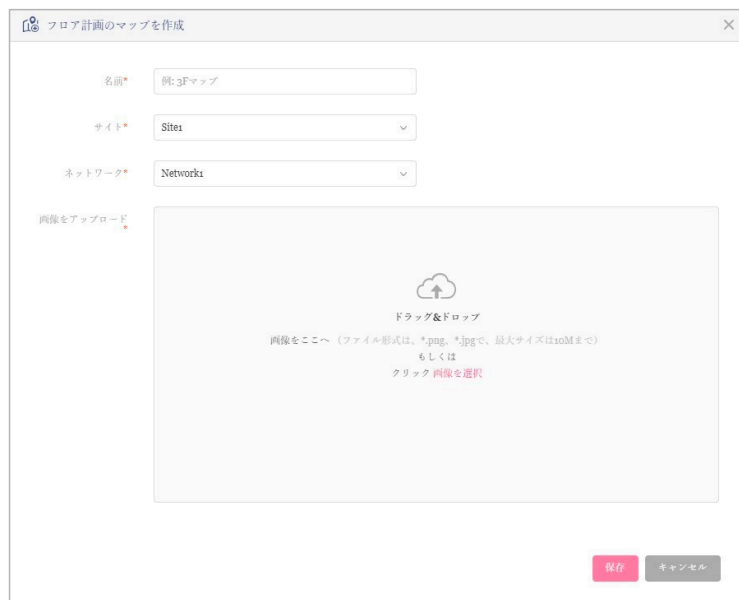 フロア計画のマップを作成
名前*
例: 3Fマップ
サイト*
Site1
ネットワーク*
Network1
画像をアップロード
*
ドラッグ&ドロップ
画像をここへ （ファイル形式は、*.png、*.jpgで、最大サイズは10Mまで）
もしくは
クリック 画像を選択
保存 キャンセル